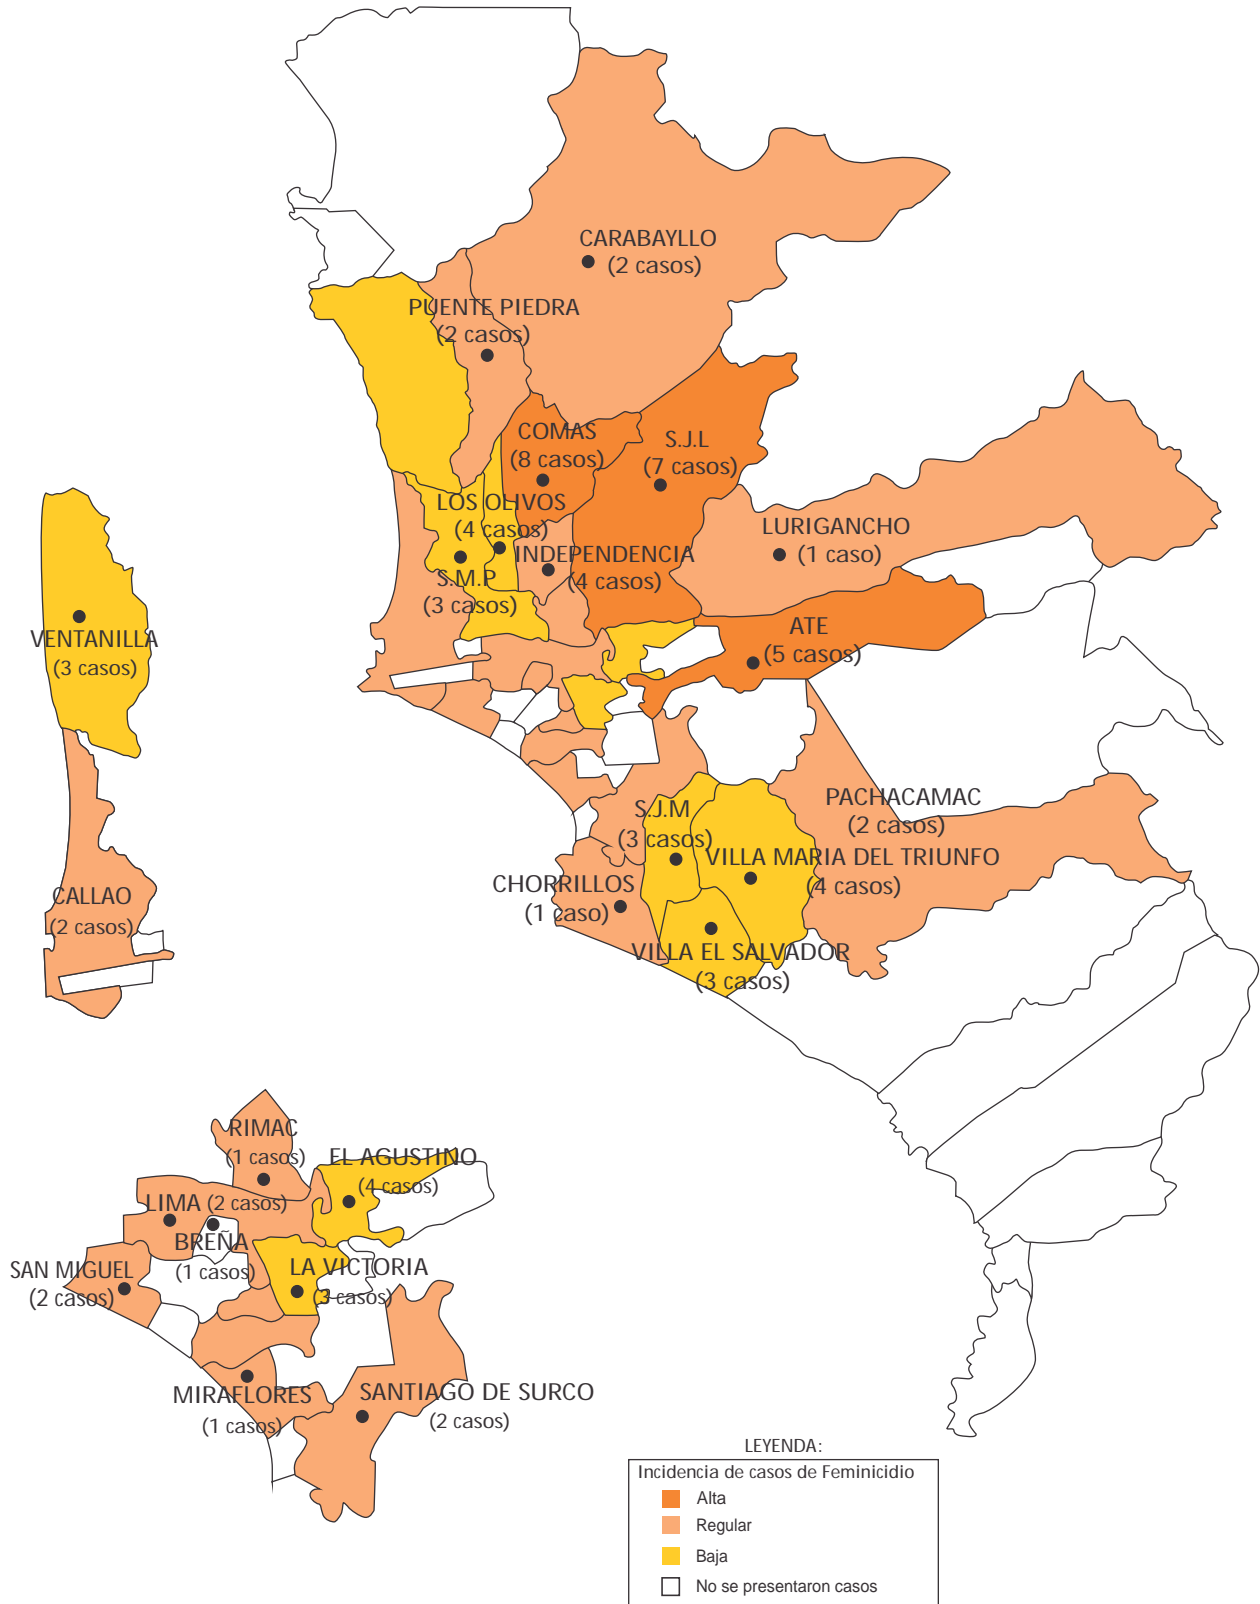 CARABAYLLO
(2 casos)
PUENTE PIEDRA
(2 casos)
COMAS
(8 casos)
S.J.L
(7 casos)
LOS OLIVOS
(4 casos)
INDEPENDENCIA
(4 casos)
S.M.P
(3 casos)
LURIGANCHO
(1 caso)
ATE
(5 casos)
VENTANILLA
(3 casos)
PACHACAMAC
(2 casos)
S.J.M
(3 casos)
VILLA MARIA DEL TRIUNFO
(4 casos)
CHORRILLOS
(1 caso)
VILLA EL SALVADOR
(3 casos)
CALLAO
(2 casos)
RIMAC
(1 casos)
EL AGUSTINO
(4 casos)
LIMA (2 casos)
BREÑA
(1 casos)
SAN MIGUEL
(2 casos)
LA VICTORIA
(3 casos)
MIRAFLORES
(1 casos)
SANTIAGO DE SURCO
(2 casos)
LEYENDA:
Incidencia de casos de Feminicidio
Alta
Regular
Baja
No se presentaron casos